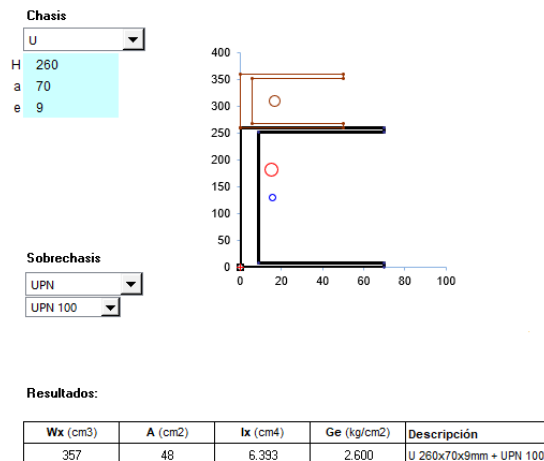 Chasis
U
H 260
a 70
e 9
400
350
300
250
200
150
100
50
0
0 20 40 60 80 100
Sobrechasis
UPN
UPN 100
Resultados:
Wx (cm3) A (cm2) Ix (cm4) Ge (kg/cm2) Descripción
357 48 6.393 2.600 U 260x70x9mm + UPN 100